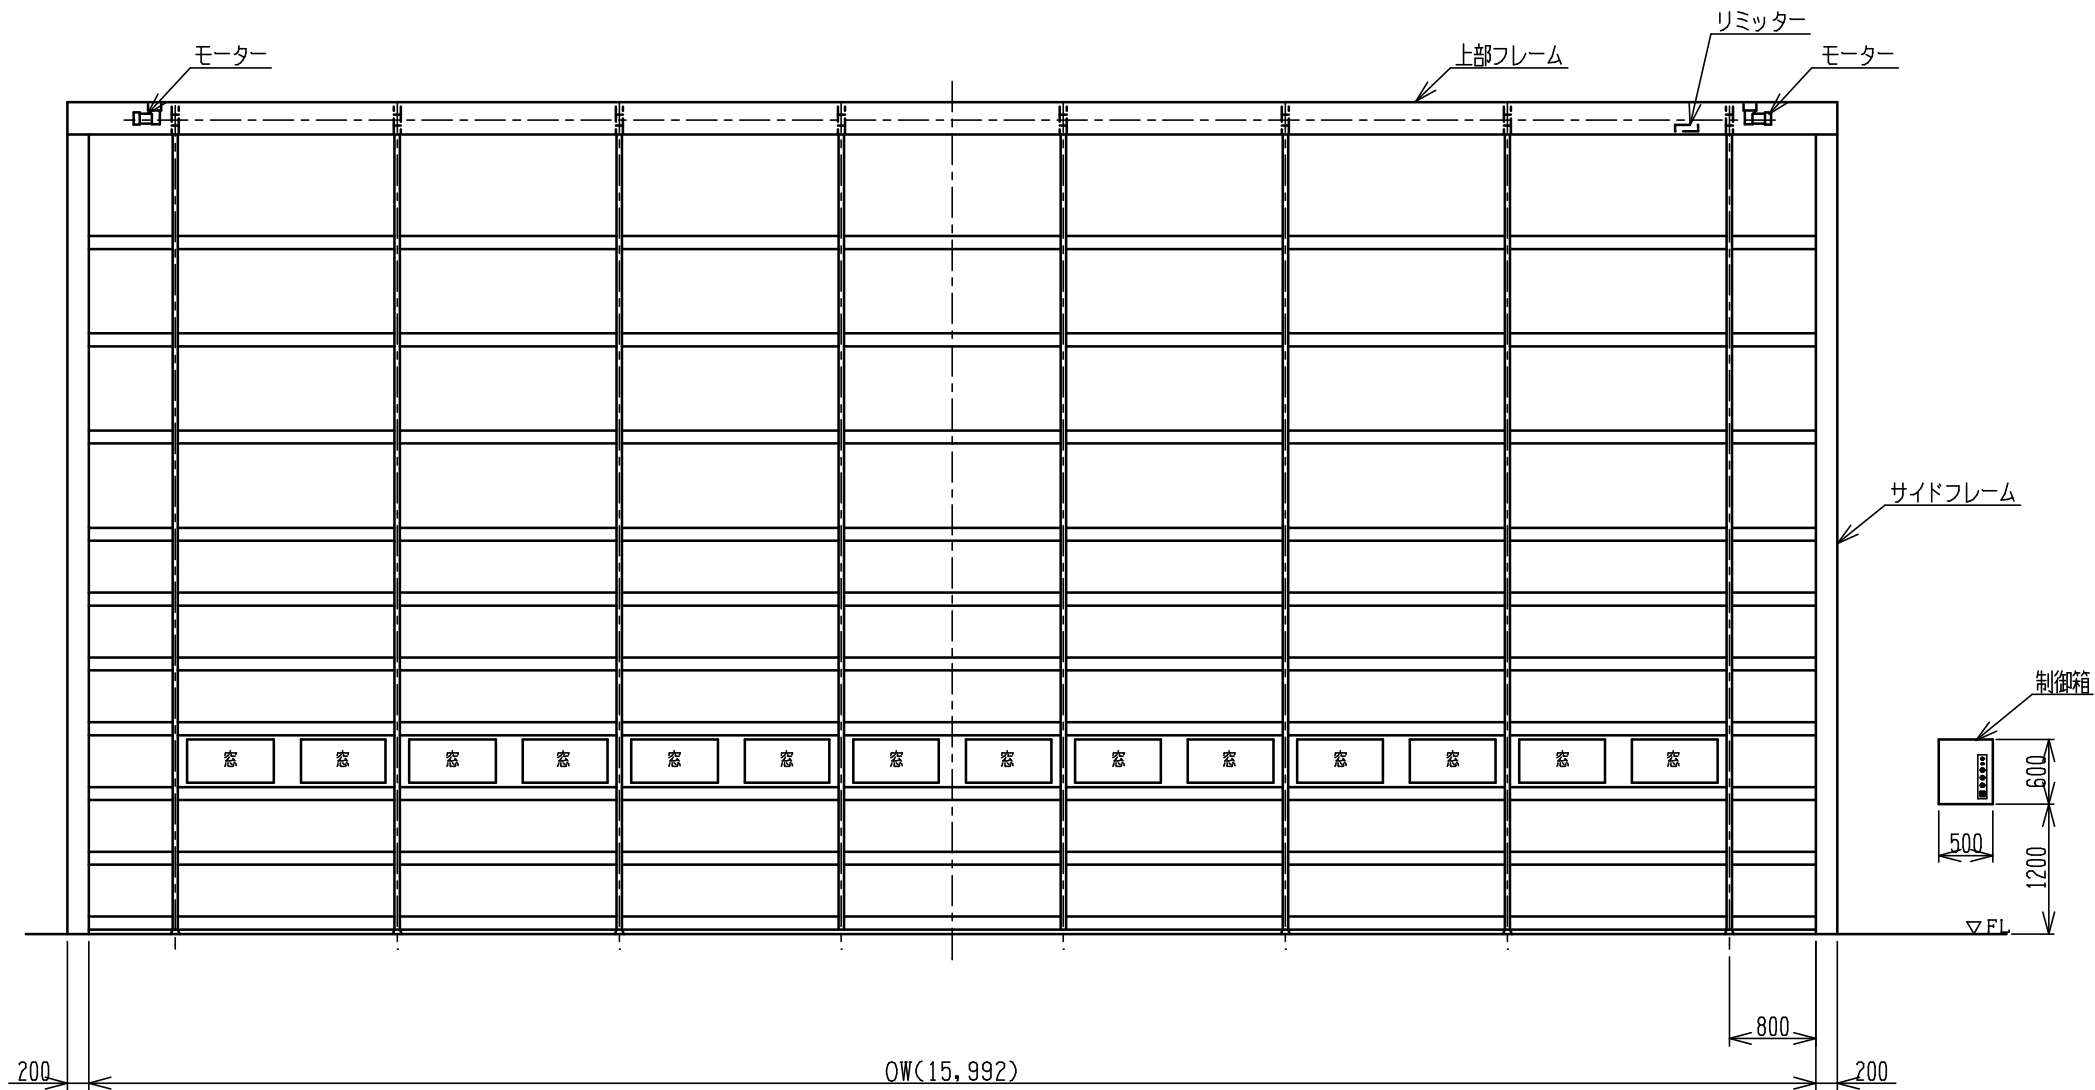 リミッター
モーター
上部フレーム
モーター
サイドフレーム
制御箱
窓 窓 窓 窓 窓 窓 窓 窓 窓 窓 窓 窓 窓 窓
600
500
1200
▽FL
800
200
OW(15,992)
200